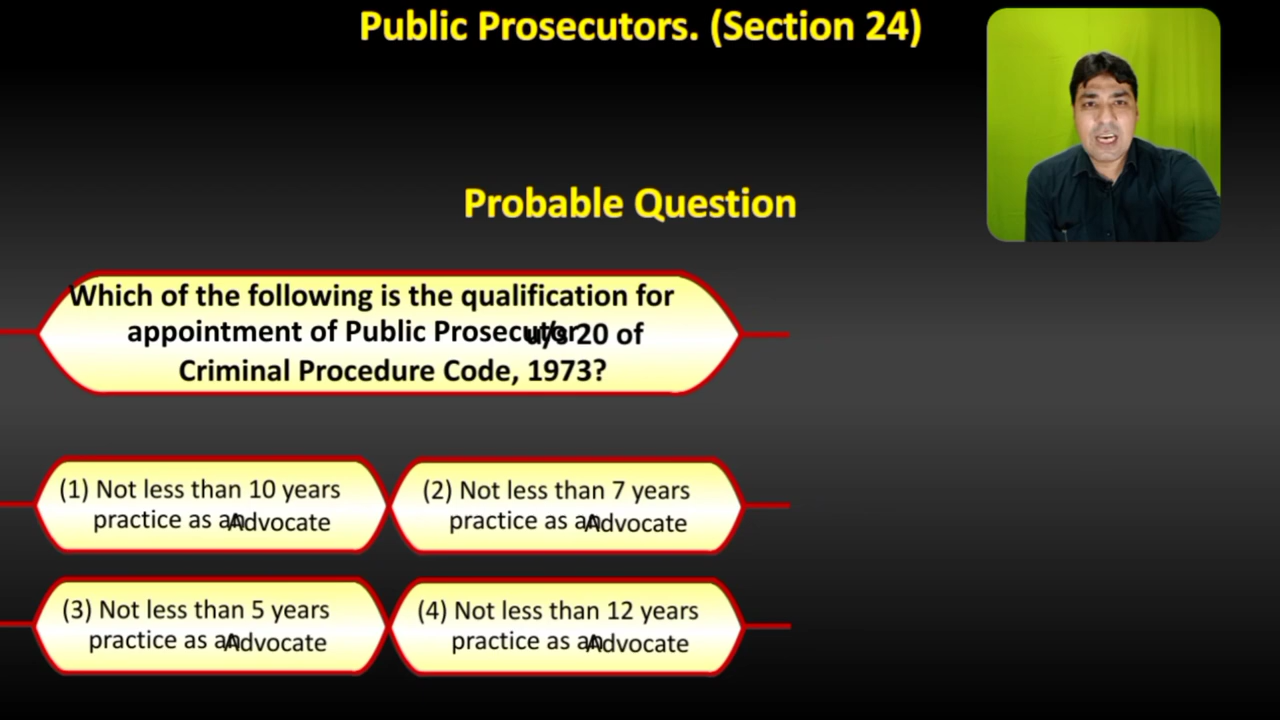 Public Prosecutors. (Section 24)
Probable Question
Which of the following is the qualification for
appointment of Public Prosecutor u/s 20 of
Criminal Procedure Code, 1973?
(1) Not less than 10 years
practice as an Advocate
(2) Not less than 7 years
practice as an Advocate
(3) Not less than 5 years
practice as an Advocate
(4) Not less than 12 years
practice as an Advocate